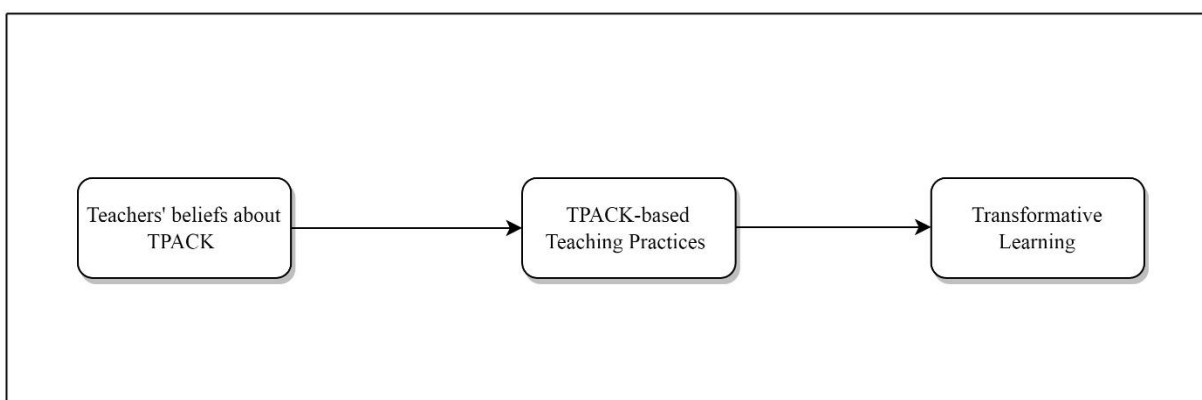 Teachers' beliefs about
TPACK
TPACK-based
Teaching Practices
Transformative
Learning